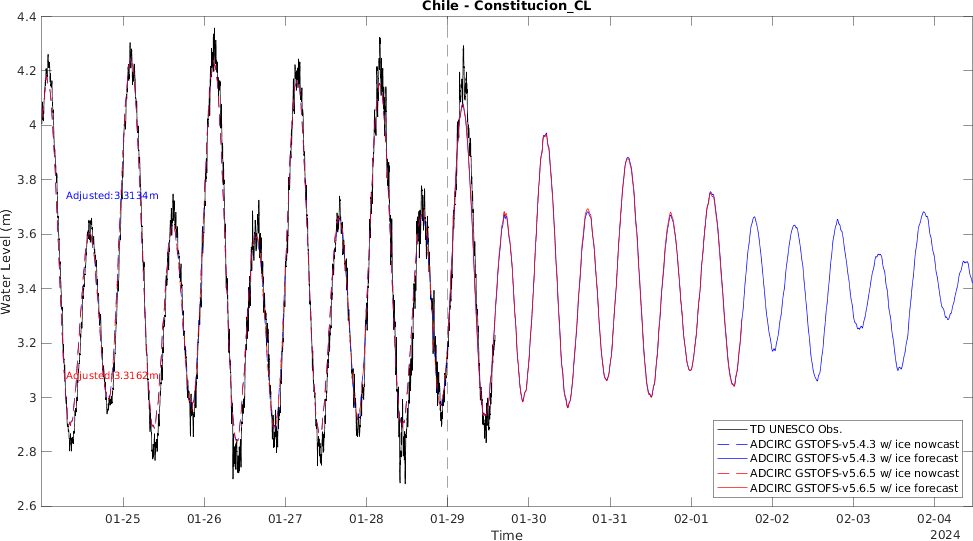 Chile - Constitucion_CL
4.4
4.2
4
3.8
3.6
3.4
3.2
3
2.8
2.6
Water Level (m)
Adjusted:3.3134m
Adjusted:3.3162m
TD UNESCO Obs.
ADCIRC GSTOFS-v5.4.3 w/ ice nowcast
ADCIRC GSTOFS-v5.4.3 w/ ice forecast
ADCIRC GSTOFS-v5.6.5 w/ ice nowcast
ADCIRC GSTOFS-v5.6.5 w/ ice forecast
01-25 01-26 01-27 01-28 01-29 01-30 01-31 02-01 02-02 02-03 02-04
Time
2024